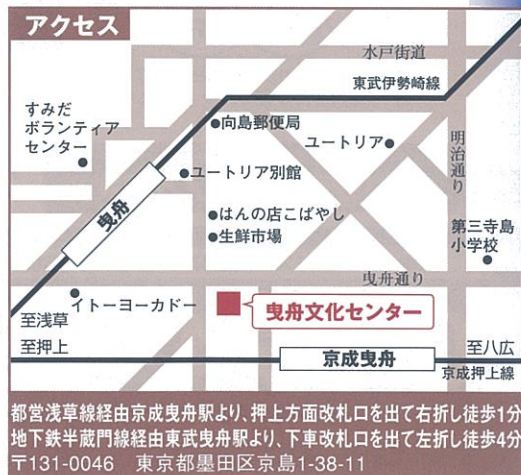 アクセス
水戸街道
東武伊勢崎線
すみだ
ボランティア
センター
向島郵便局
ユートリア
明治通り
ユートリア別館
曳舟
はんの店こばやし
生鮮市場
第三寺島
小学校
曳舟通り
イトーヨーカドー
曳舟文化センター
至浅草
至押上
京成曳舟
至八広
京成押上線
都営浅草線経由京成曳舟駅より、押上方面改札口を出て右折し徒歩1分
地下鉄半蔵門線経由東武曳舟駅より、下車改札口を出て左折し徒歩4分
〒131-0046 東京都墨田区京島1-38-11